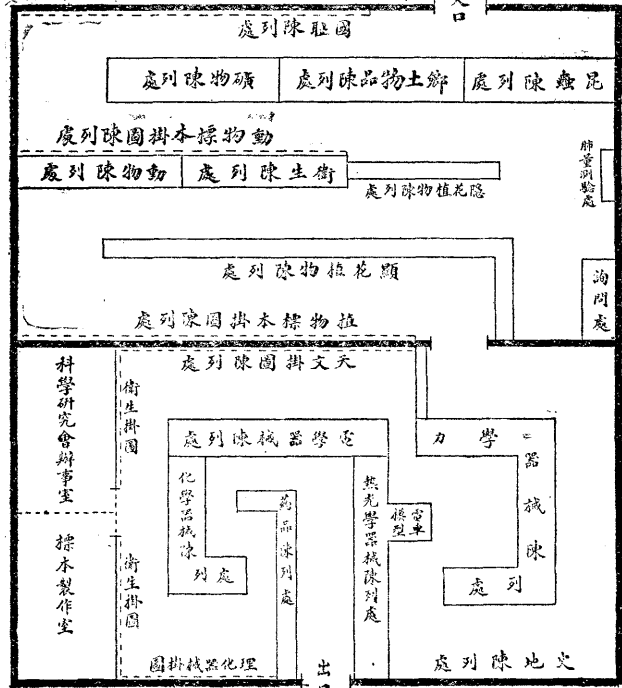 入口
國恥陳列處
昆蟲陳列處
鄉土物品陳列處
礦物陳列處
動物標本掛圖陳列處
衛生陳列處
動物陳列處
隱花植物陳列處
肺量測驗處
顯花植物陳列處
詢問處
植物標本掛圖陳列處
天文掛圖陳列處
科學研究會辦事室
衛生掛圖
電學器械陳列處
力學器械陳列處
化學器械陳列處
葯品陳列處
热光學器械陳列處
電車模型
標本製作室
衛生掛圖
理化器械掛圖
出口
史地陳列處